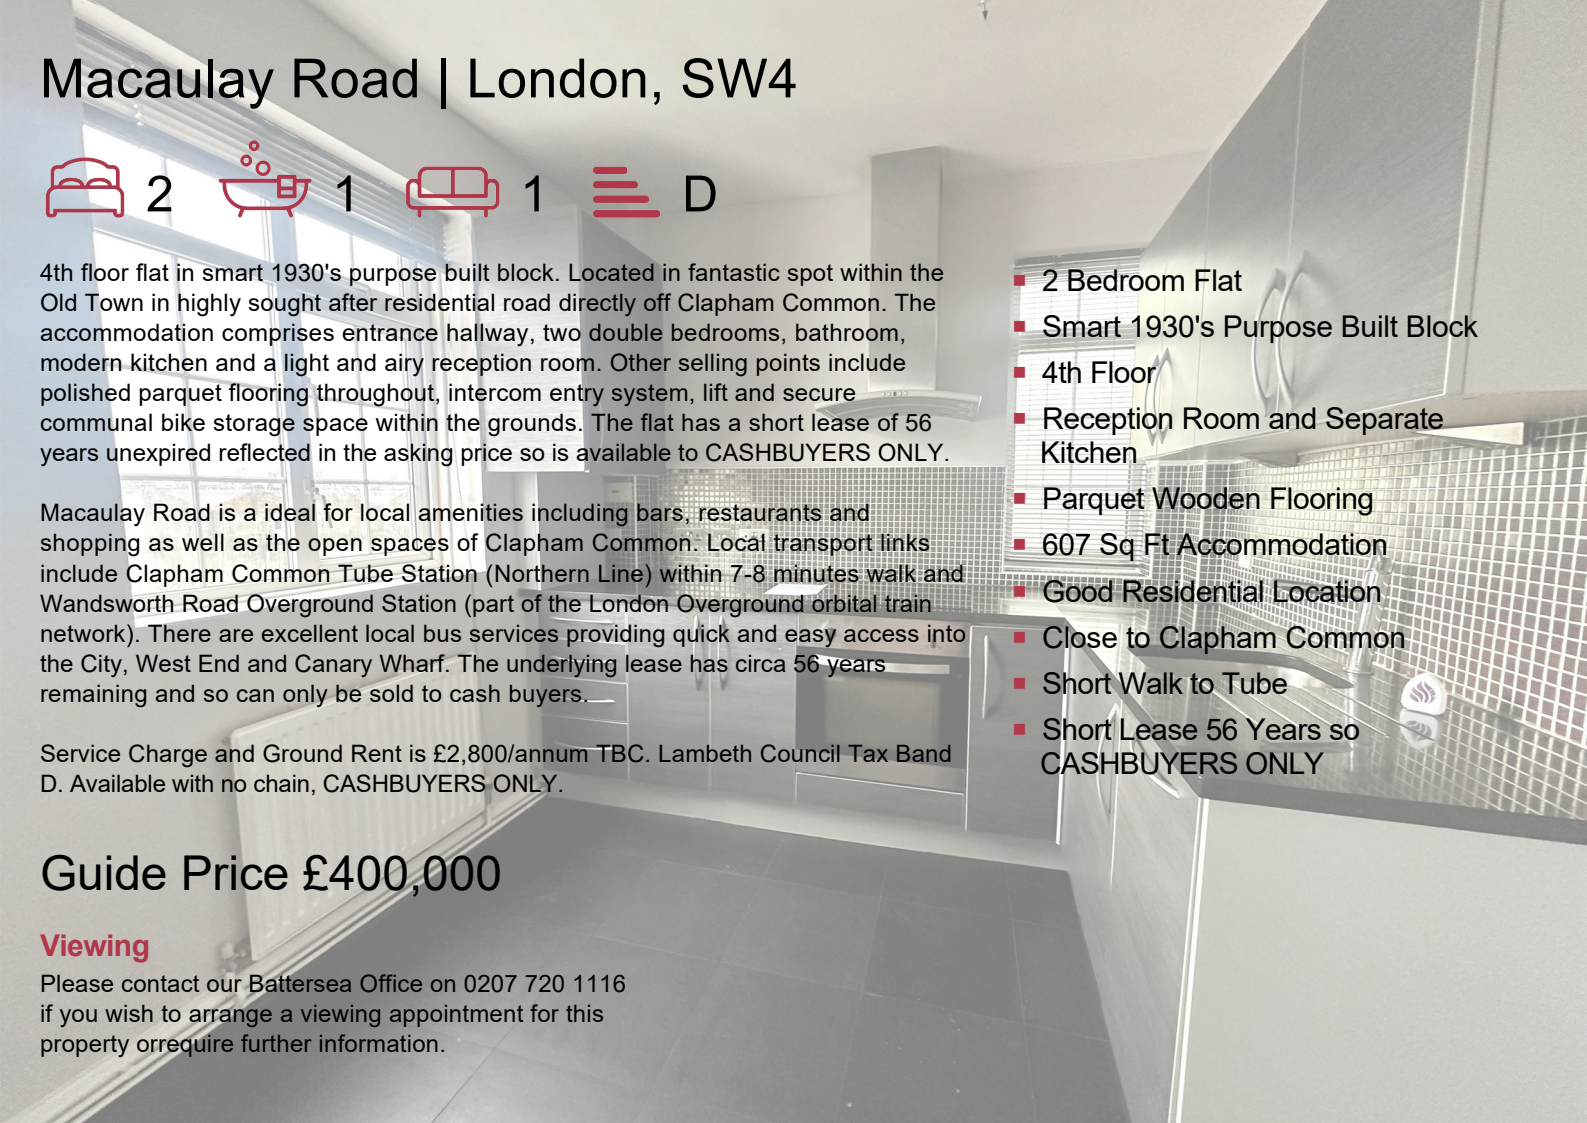 Macaulay Road | London, SW4
2 1 1 D
4th floor flat in smart 1930's purpose built block. Located in fantastic spot within the
Old Town in highly sought after residential road directly off Clapham Common. The
accommodation comprises entrance hallway, two double bedrooms, bathroom,
modern kitchen and a light and airy reception room. Other selling points include
polished parquet flooring throughout, intercom entry system, lift and secure
communal bike storage space within the grounds. The flat has a short lease of 56
years unexpired reflected in the asking price so is available to CASHBUYERS ONLY.
Macaulay Road is a ideal for local amenities including bars, restaurants and
shopping as well as the open spaces of Clapham Common. Local transport links
include Clapham Common Tube Station (Northern Line) within 7-8 minutes walk and
Wandsworth Road Overground Station (part of the London Overground orbital train
network). There are excellent local bus services providing quick and easy access into
the City, West End and Canary Wharf. The underlying lease has circa 56 years
remaining and so can only be sold to cash buyers.
Service Charge and Ground Rent is £2,800/annum TBC. Lambeth Council Tax Band
D. Available with no chain, CASHBUYERS ONLY.
2 Bedroom Flat
Smart 1930's Purpose Built Block
4th Floor
Reception Room and Separate
Kitchen
Parquet Wooden Flooring
607 Sq Ft Accommodation
Good Residential Location
Close to Clapham Common
Short Walk to Tube
Short Lease 56 Years so
CASHBUYERS ONLY
Guide Price £400,000
Viewing
Please contact our Battersea Office on 0207 720 1116
if you wish to arrange a viewing appointment for this
property orrequire further information.